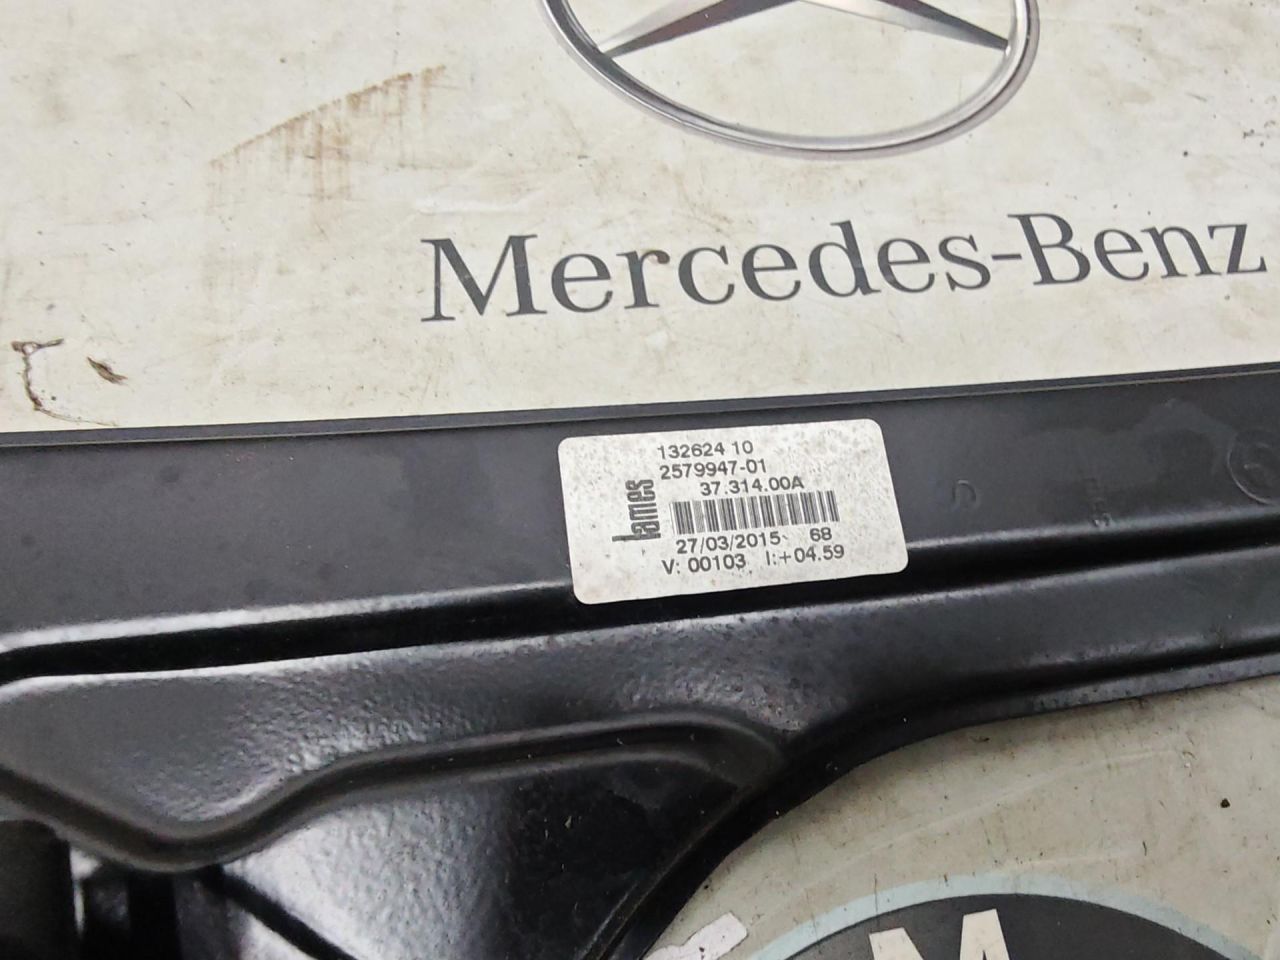 Mercedes-Benz
132624 10
2579947-01
37.314.00A
lames
27/03/2015 68
V: 00103 I:+04.59
M